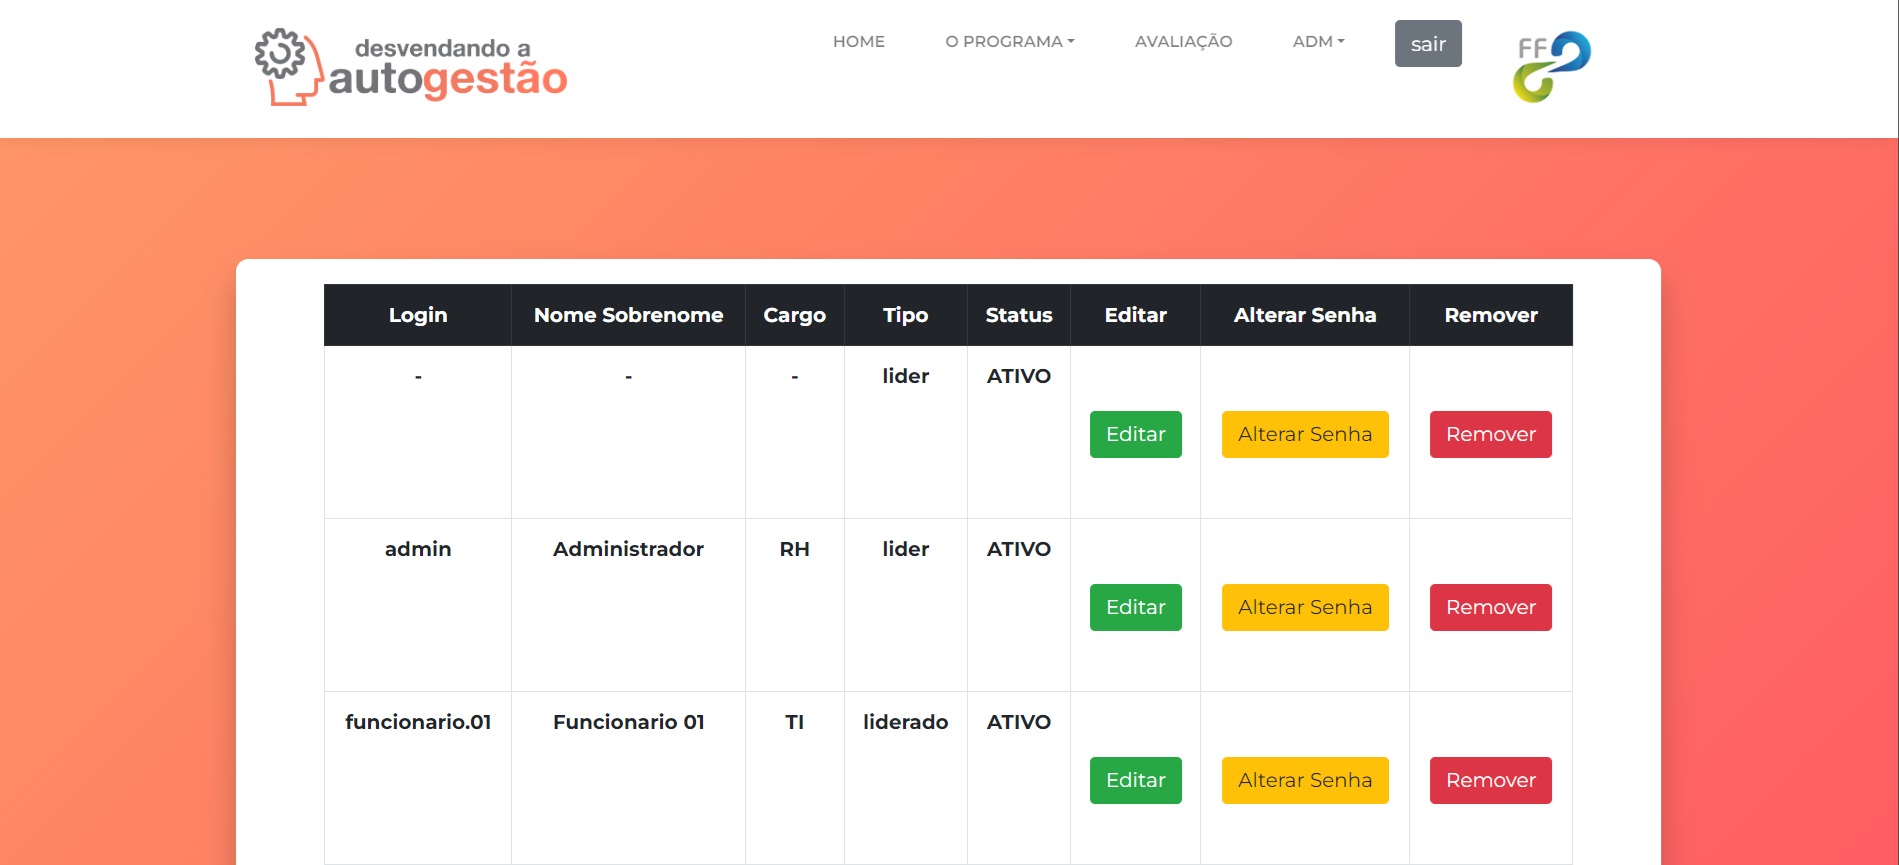 desvendando a
autogestão
HOME O PROGRAMA AVALIAÇÃO ADM sair
FF
Login Nome Sobrenome Cargo Tipo Status Editar Alterar Senha Remover
- - - lider ATIVO
Editar Alterar Senha Remover
admin Administrador RH lider ATIVO
Editar Alterar Senha Remover
funcionario.01 Funcionario 01 TI liderado ATIVO
Editar Alterar Senha Remover